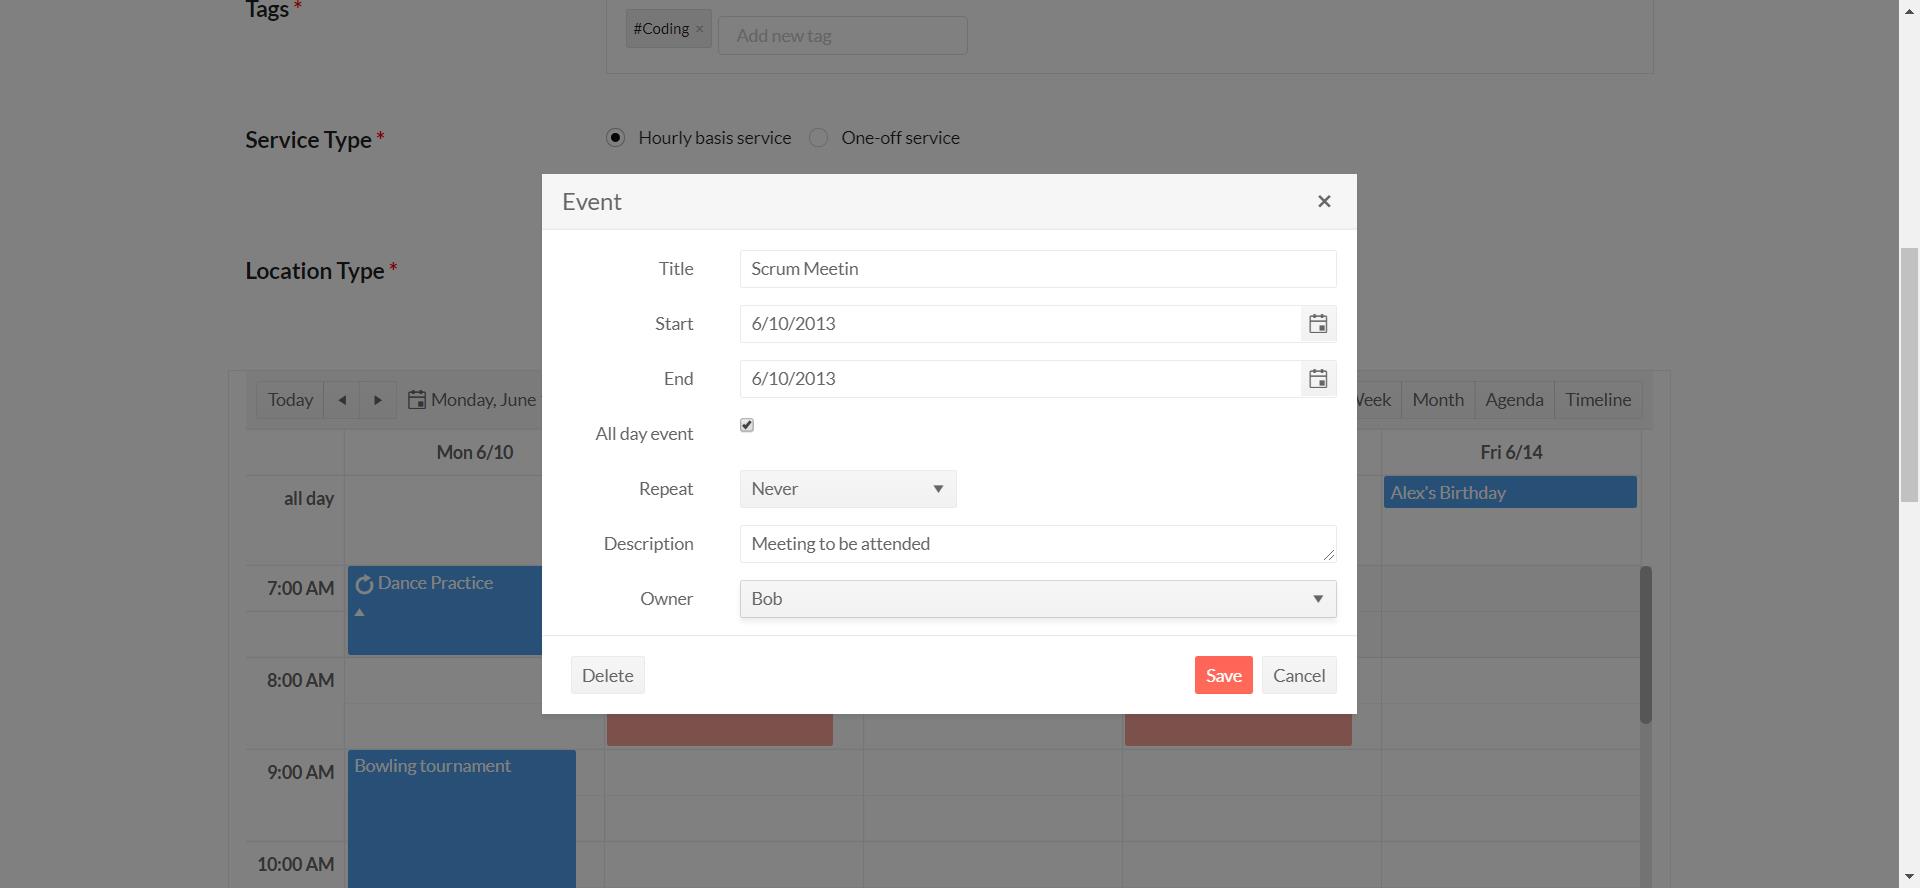 Tags *
#Coding ×
Add new tag
Service Type *
Hourly basis service
One-off service
Event
Location Type *
Title
Scrum Meetin
Start
6/10/2013
End
6/10/2013
All day event
Repeat
Never
Description
Meeting to be attended
Owner
Bob
Delete
Save
Cancel
Today
Monday, June
Month
Agenda
Timeline
Mon 6/10
Fri 6/14
all day
Alex's Birthday
7:00 AM
Dance Practice
8:00 AM
9:00 AM
Bowling tournament
10:00 AM